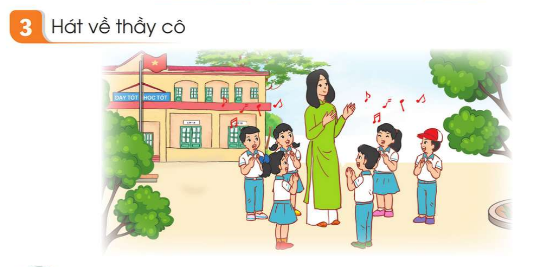 3 Hát về thầy cô
DẠY TỐT HỌC TỐT